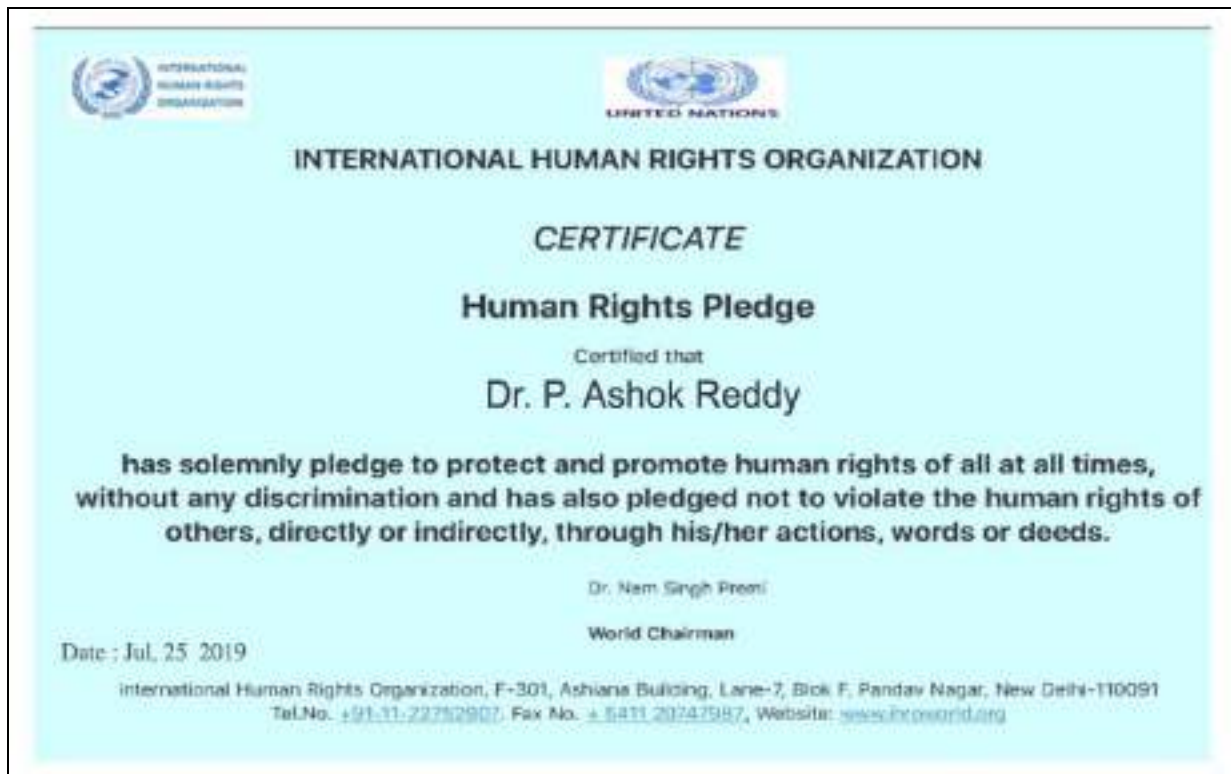 INTERNATIONAL
HUMAN RIGHTS
ORGANIZATION
UNITED NATIONS
INTERNATIONAL HUMAN RIGHTS ORGANIZATION
CERTIFICATE
Human Rights Pledge
Certified that
Dr. P. Ashok Reddy
has solemnly pledge to protect and promote human rights of all at all times,
without any discrimination and has also pledged not to violate the human rights of
others, directly or indirectly, through his/her actions, words or deeds.
Dr. Nem Singh Premi
World Chairman
Date : Jul, 25 2019
International Human Rights Organization, F-301, Ashiana Building, Lane-7, Blok F, Pandav Nagar, New Delhi-110091
Tel.No. +91-11-22752907, Fax No. + 5411 20747987, Website: www.ihroworld.org